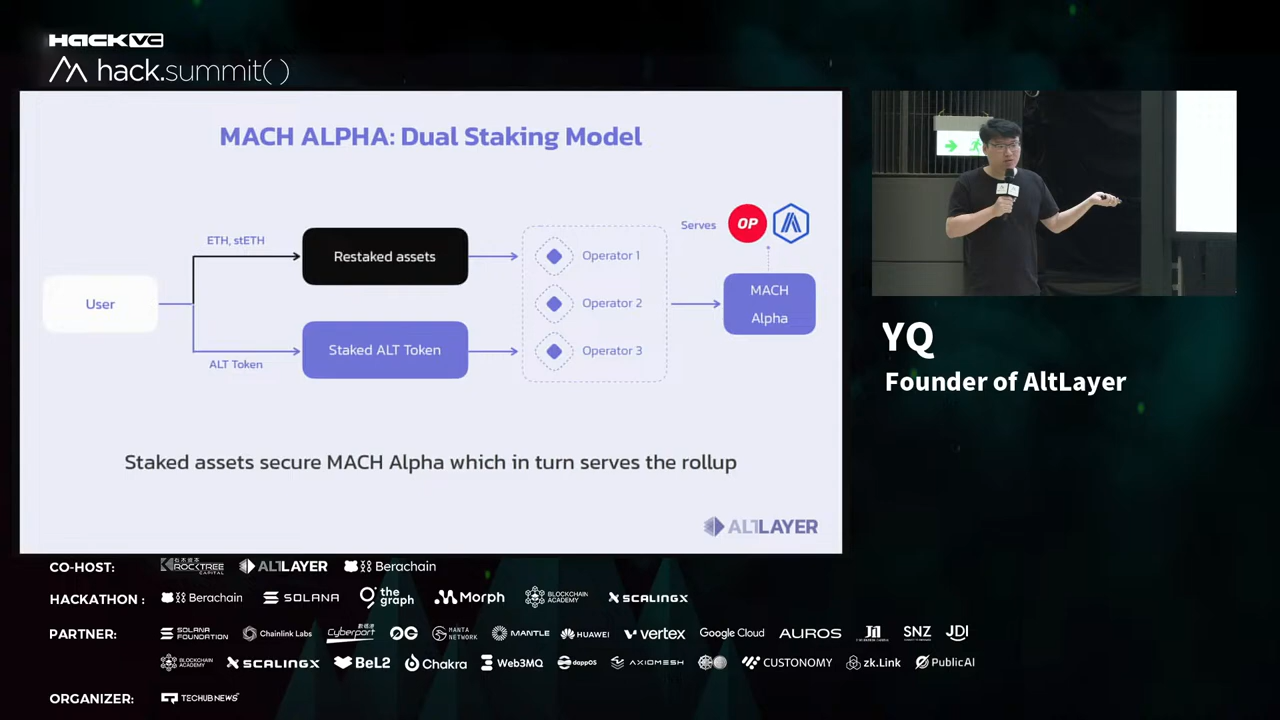 HACK VC
hack.summit()
MACH ALPHA: Dual Staking Model
ETH, stETH
Restaked assets
User
ALT Token
Staked ALT Token
Operator 1
Operator 2
Operator 3
Serves
OP
MACH
Alpha
Staked assets secure MACH Alpha which in turn serves the rollup
ALTLAYER
YQ
Founder of AltLayer
CO-HOST: ROCKTREE CAPITAL ALTLAYER Berachain
HACKATHON : Berachain SOLANA the graph Morph BLOCKCHAIN ACADEMY SCALINGX
PARTNER: SOLANA FOUNDATION Chainlink Labs Cyberport 0G MANTA NETWORK MANTLE HUAWEI vertex Google Cloud AUROS SNZ JDI
BLOCKCHAIN ACADEMY SCALINGX BeL2 Chakra Web3MQ dappOS AXIOMESH CUSTONOMY zk.Link PublicAI
ORGANIZER: TECHUB NEWS